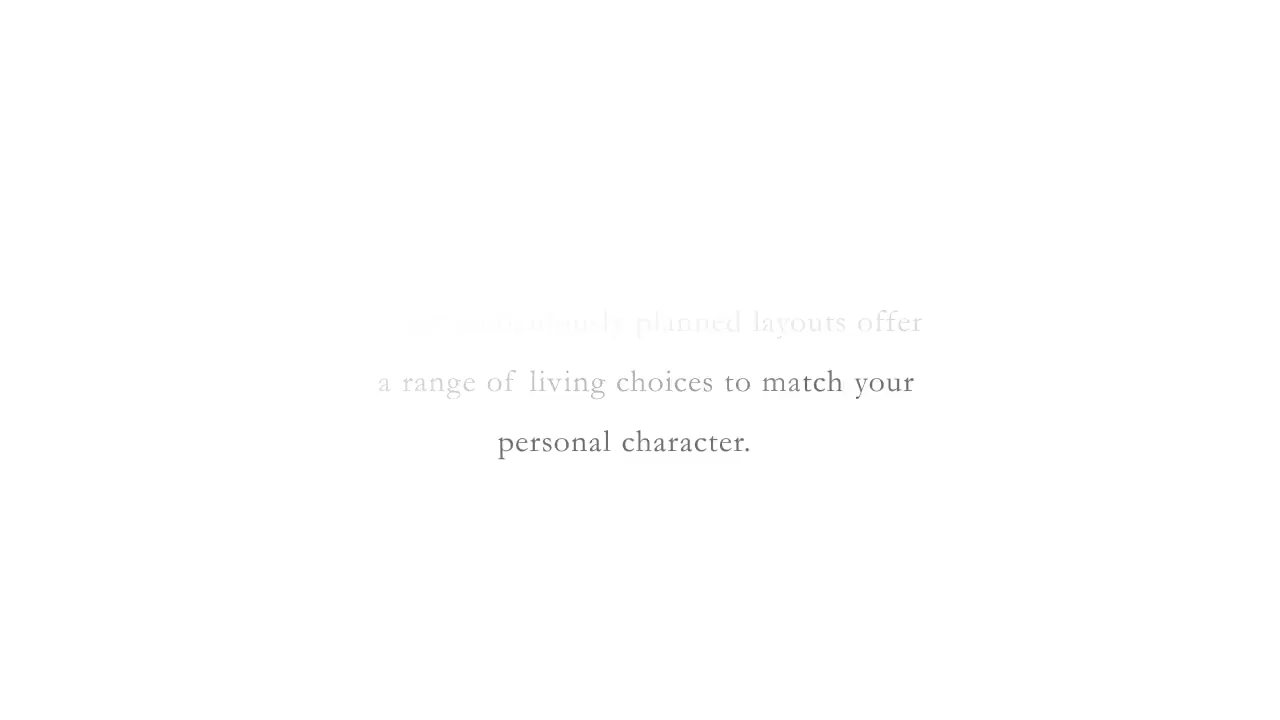 meticulously planned layouts offer
a range of living choices to match your
personal character.